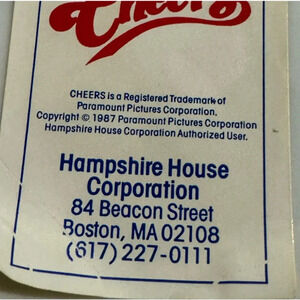 Cheers
CHEERS is a Registered Trademark of
Paramount Pictures Corporation.
Copyright © 1987 Paramount Pictures Corporation
Hampshire House Corporation Authorized User.
Hampshire House
Corporation
84 Beacon Street
Boston, MA 02108
(617) 227-0111